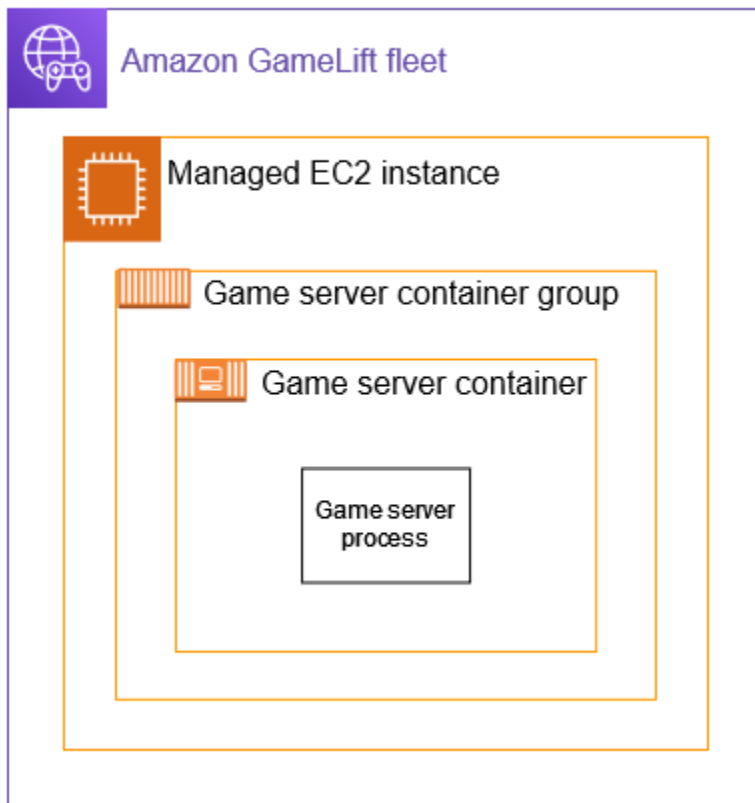 Amazon GameLift fleet
Managed EC2 instance
Game server container group
Game server container
Game server
process